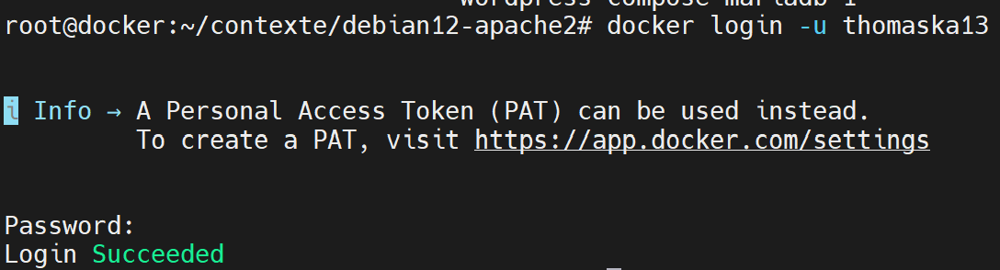 wordpress-compose-mariadb-1
root@docker:~/contexte/debian12-apache2# docker login -u thomaska13
i Info → A Personal Access Token (PAT) can be used instead.
To create a PAT, visit https://app.docker.com/settings
Password:
Login Succeeded